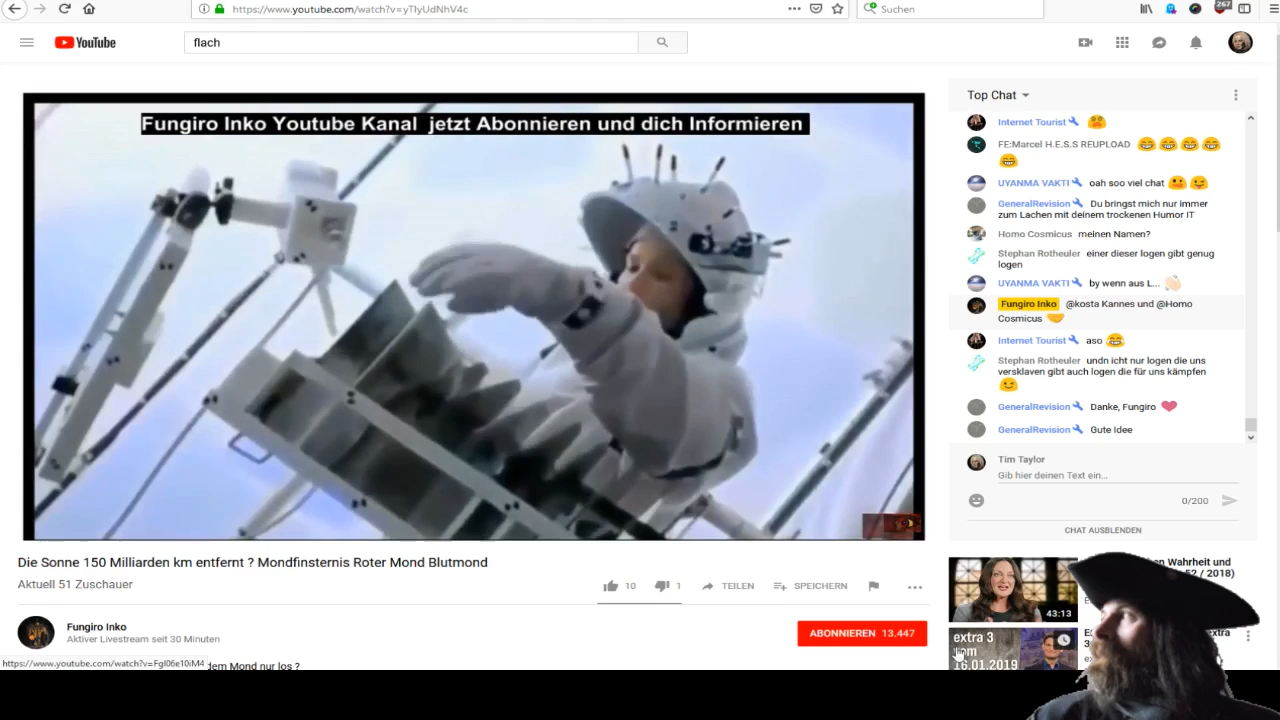 https://www.youtube.com/watch?v=yTIyUdNhV4c
Suchen
267
YouTube
flach
Fungiro Inko Youtube Kanal jetzt Abonnieren und dich Informieren
Die Sonne 150 Milliarden km entfernt ? Mondfinsternis Roter Mond Blutmond
Aktuell 51 Zuschauer
10
1
TEILEN
SPEICHERN
Fungiro Inko
Aktiver Livestream seit 30 Minuten
ABONNIEREN 13.447
https://www.youtube.com/watch?v=FgI06e10iM4
dem Mond nur los ?
Top Chat
Internet Tourist
FE:Marcel H.E.S.S REUPLOAD
UYANMA VAKTI oah soo viel chat
GeneralRevision Du bringst mich nur immer
zum Lachen mit deinem trockenen Humor IT
Homo Cosmicus meinen Namen?
Stephan Rotheuler einer dieser logen gibt genug
logen
UYANMA VAKTI by wenn aus L...
Fungiro Inko @kosta Kannes und @Homo
Cosmicus
Internet Tourist aso
Stephan Rotheuler undn icht nur logen die uns
versklaven gibt auch logen die für uns kämpfen
GeneralRevision Danke, Fungiro
GeneralRevision Gute Idee
Tim Taylor
Gib hier deinen Text ein...
0/200
CHAT AUSBLENDEN
Wahrheit und
52 / 2018)
43:13
extra 3
vom
16.01.2019
xtra